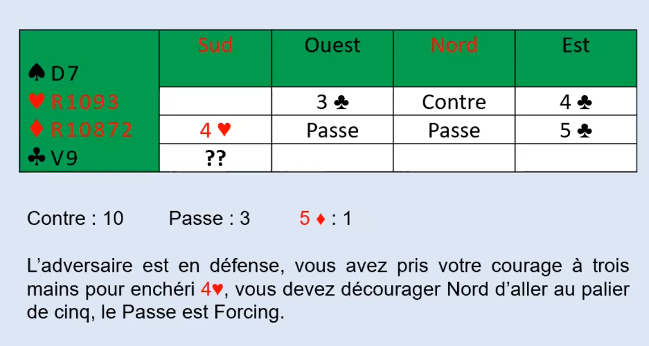 Sud Ouest Nord Est
♠ D7
♥ R1093 3 ♣ Contre 4 ♣
♦ R10872 4 ♥ Passe Passe 5 ♣
♣ V9 ??
Contre : 10 Passe : 3 5 ♦ : 1
L’adversaire est en défense, vous avez pris votre courage à trois
mains pour enchéri 4♥, vous devez décourager Nord d’aller au palier
de cinq, le Passe est Forcing.